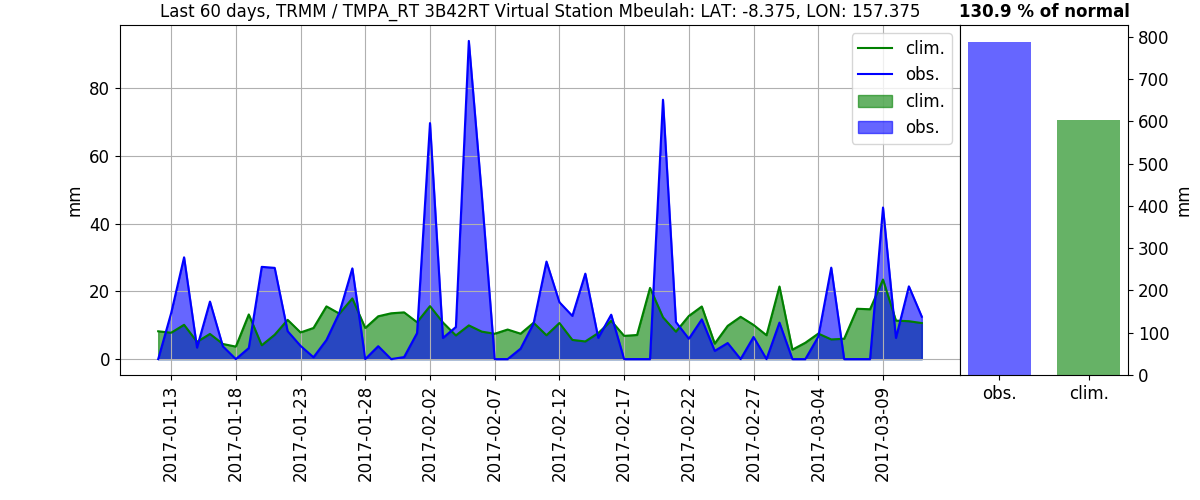 Last 60 days, TRMM / TMPA_RT 3B42RT Virtual Station Mbeulah: LAT: -8.375, LON: 157.375
130.9 % of normal
clim.
obs.
clim.
obs.
mm
80
60
40
20
0
2017-01-13
2017-01-18
2017-01-23
2017-01-28
2017-02-02
2017-02-07
2017-02-12
2017-02-17
2017-02-22
2017-02-27
2017-03-04
2017-03-09
800
700
600
500
400
300
200
100
0
mm
obs.
clim.